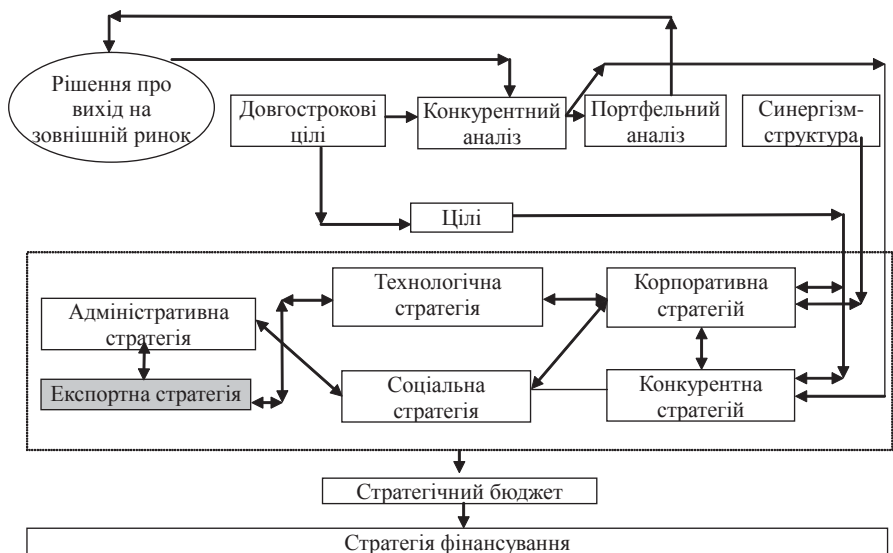 Рішення про
вихід на
зовнішній ринок
Довгострокові
цілі
Конкурентний
аналіз
Портфельний
аналіз
Синергізм-
структура
Цілі
Технологічна
стратегія
Корпоративна
стратегій
Адміністративна
стратегія
Експортна стратегія
Соціальна
стратегія
Конкурентна
стратегій
Стратегічний бюджет
Стратегія фінансування